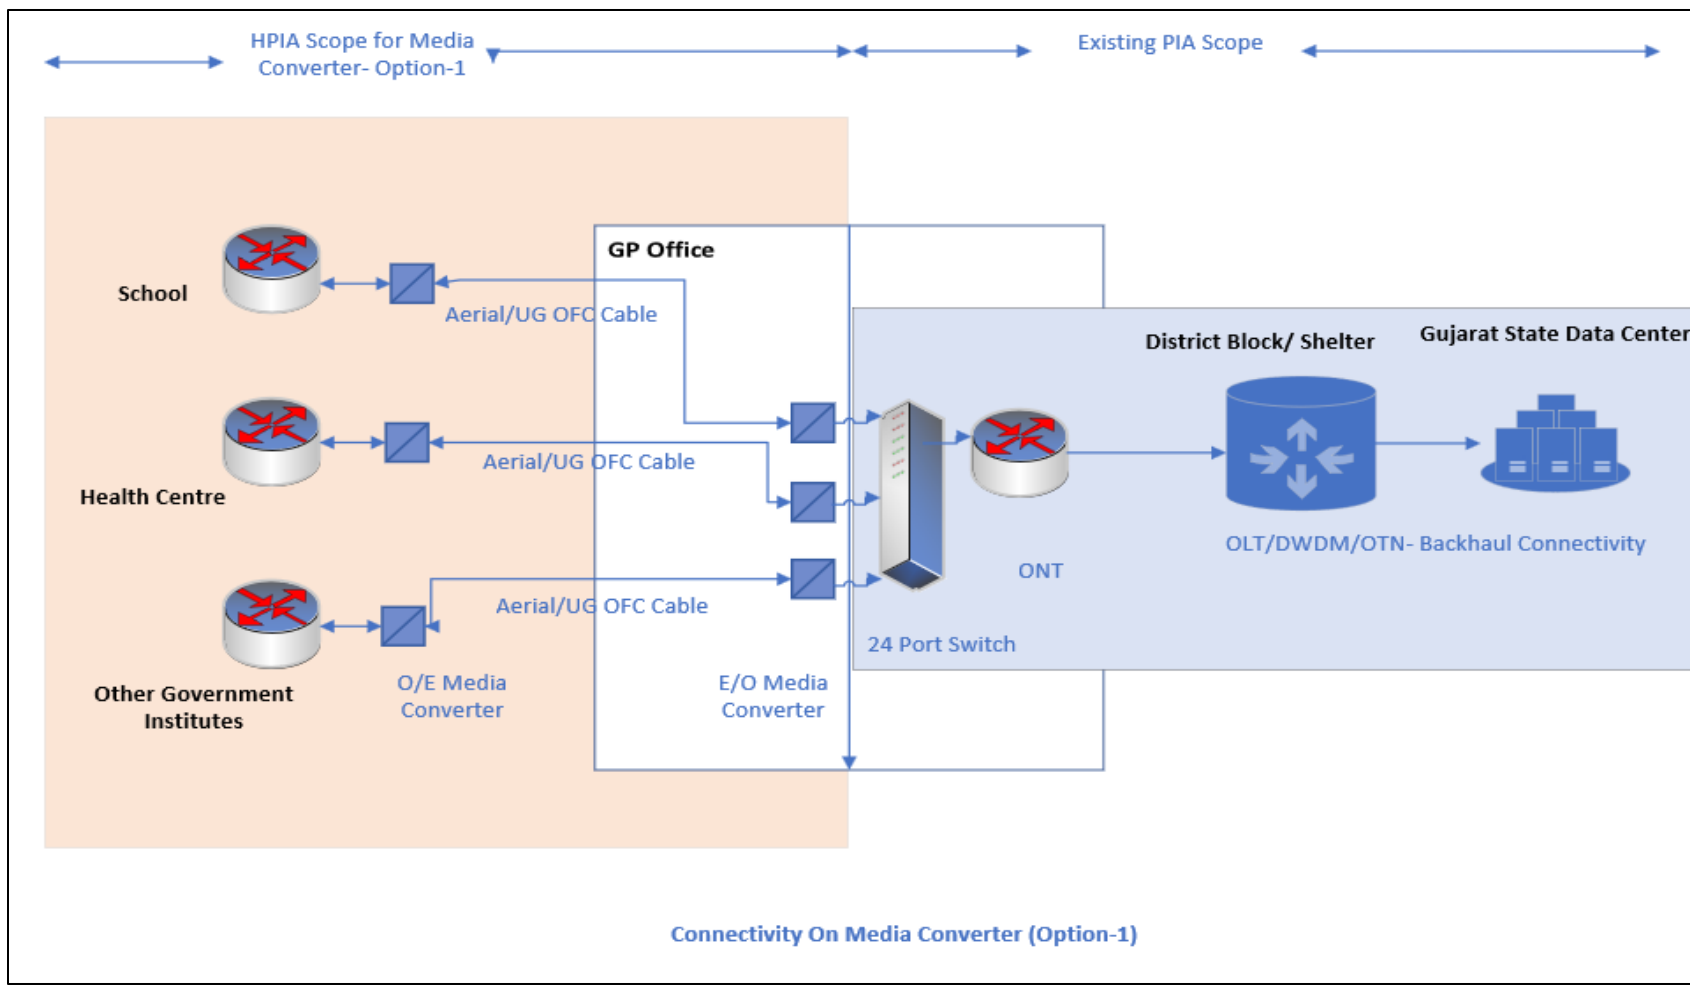 HPIA Scope for Media
Converter- Option-1
Existing PIA Scope
GP Office
School
Aerial/UG OFC Cable
District Block/ Shelter
Gujarat State Data Center
Health Centre
Aerial/UG OFC Cable
OLT/DWDM/OTN- Backhaul Connectivity
ONT
Aerial/UG OFC Cable
24 Port Switch
Other Government
Institutes
O/E Media
Converter
E/O Media
Converter
Connectivity On Media Converter (Option-1)